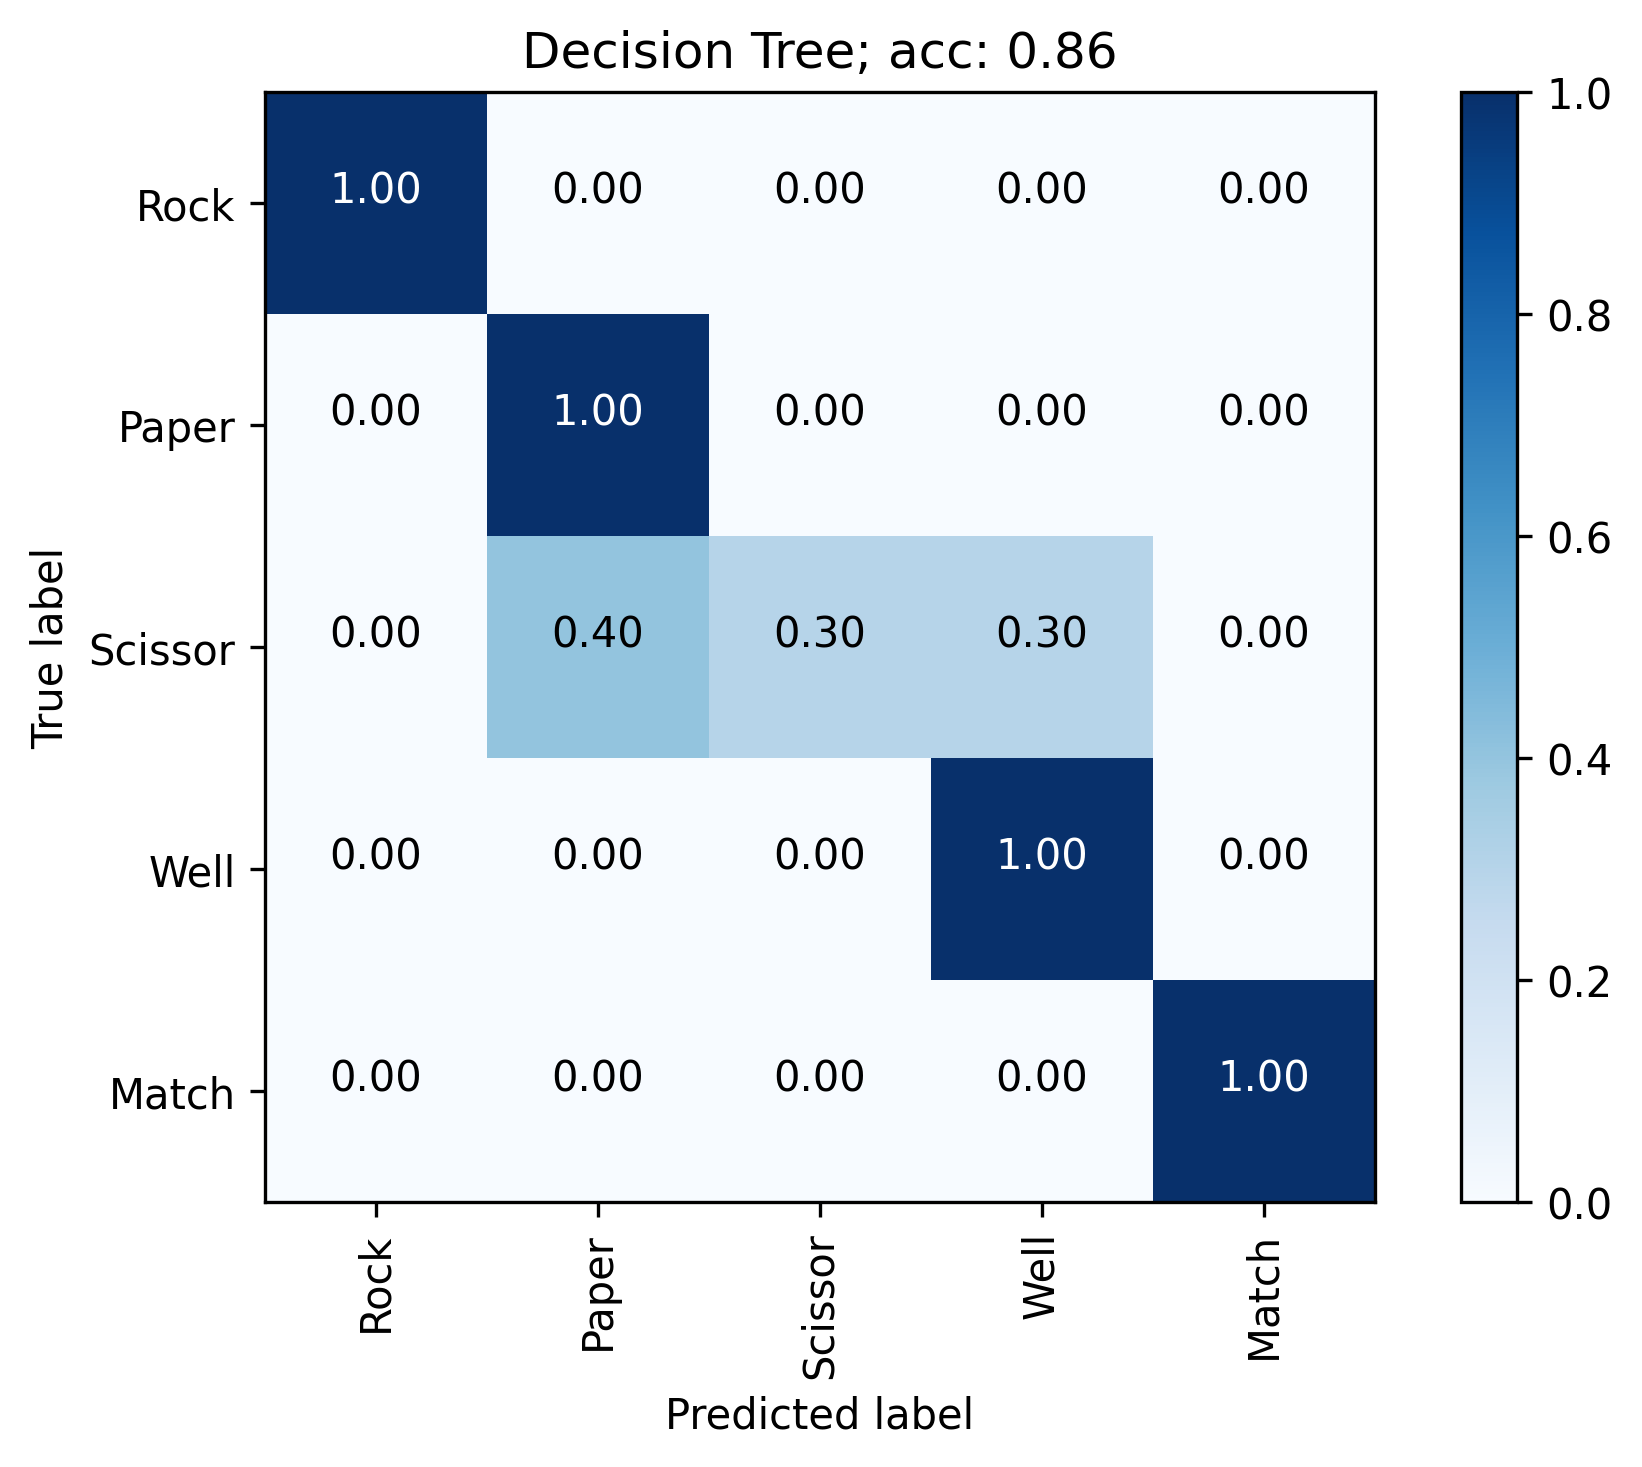 Decision Tree; acc: 0.86
Rock 1.00 0.00 0.00 0.00 0.00
Paper 0.00 1.00 0.00 0.00 0.00
Scissor 0.00 0.40 0.30 0.30 0.00
Well 0.00 0.00 0.00 1.00 0.00
Match 0.00 0.00 0.00 0.00 1.00
True label
Rock Paper Scissor Well Match
Predicted label
1.0
0.8
0.6
0.4
0.2
0.0